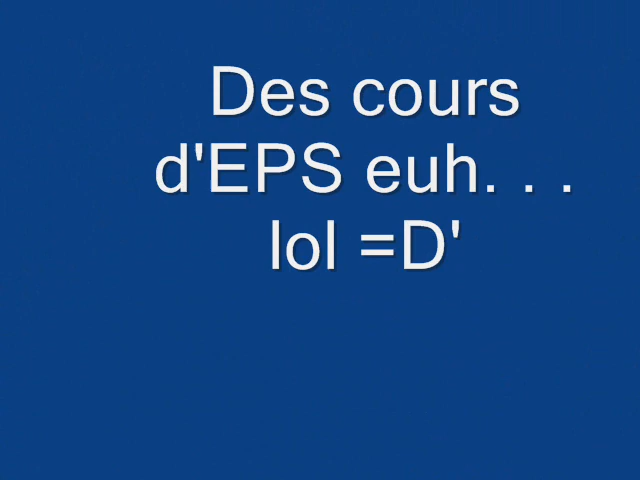 Des cours
d'EPS euh. . .
lol =D'